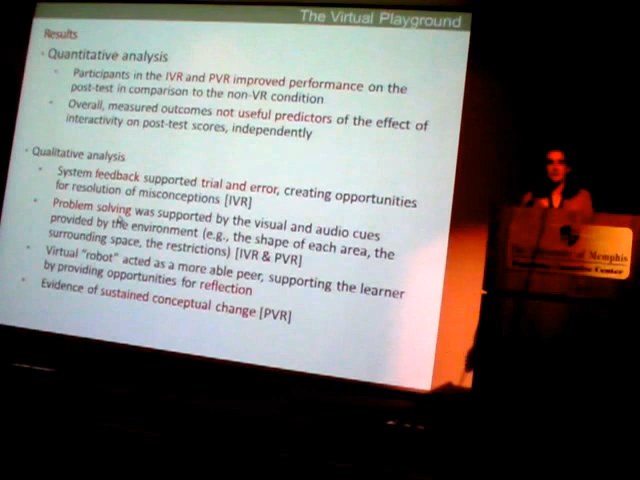 The Virtual Playground
Results
- Quantitative analysis
- Participants in the IVR and PVR improved performance on the
post-test in comparison to the non-VR condition
- Overall, measured outcomes not useful predictors of the effect of
interactivity on post-test scores, independently
- Qualitative analysis
• System feedback supported trial and error, creating opportunities
for resolution of misconceptions [IVR]
• Problem solving was supported by the visual and audio cues
provided by the environment (e.g., the shape of each area, the
surrounding space, the restrictions) [IVR & PVR]
• Virtual "robot" acted as a more able peer, supporting the learner
by providing opportunities for reflection
• Evidence of sustained conceptual change [PVR]
of Memphis
Center